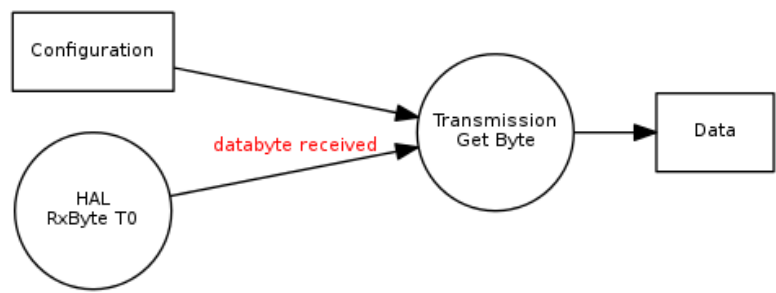 Configuration
Transmission
Get Byte
Data
databyte received
HAL
RxByte T0